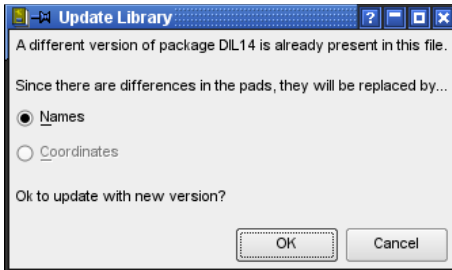 Update Library
A different version of package DIL14 is already present in this file.
Since there are differences in the pads, they will be replaced by...
Names
Coordinates
Ok to update with new version?
OK
Cancel